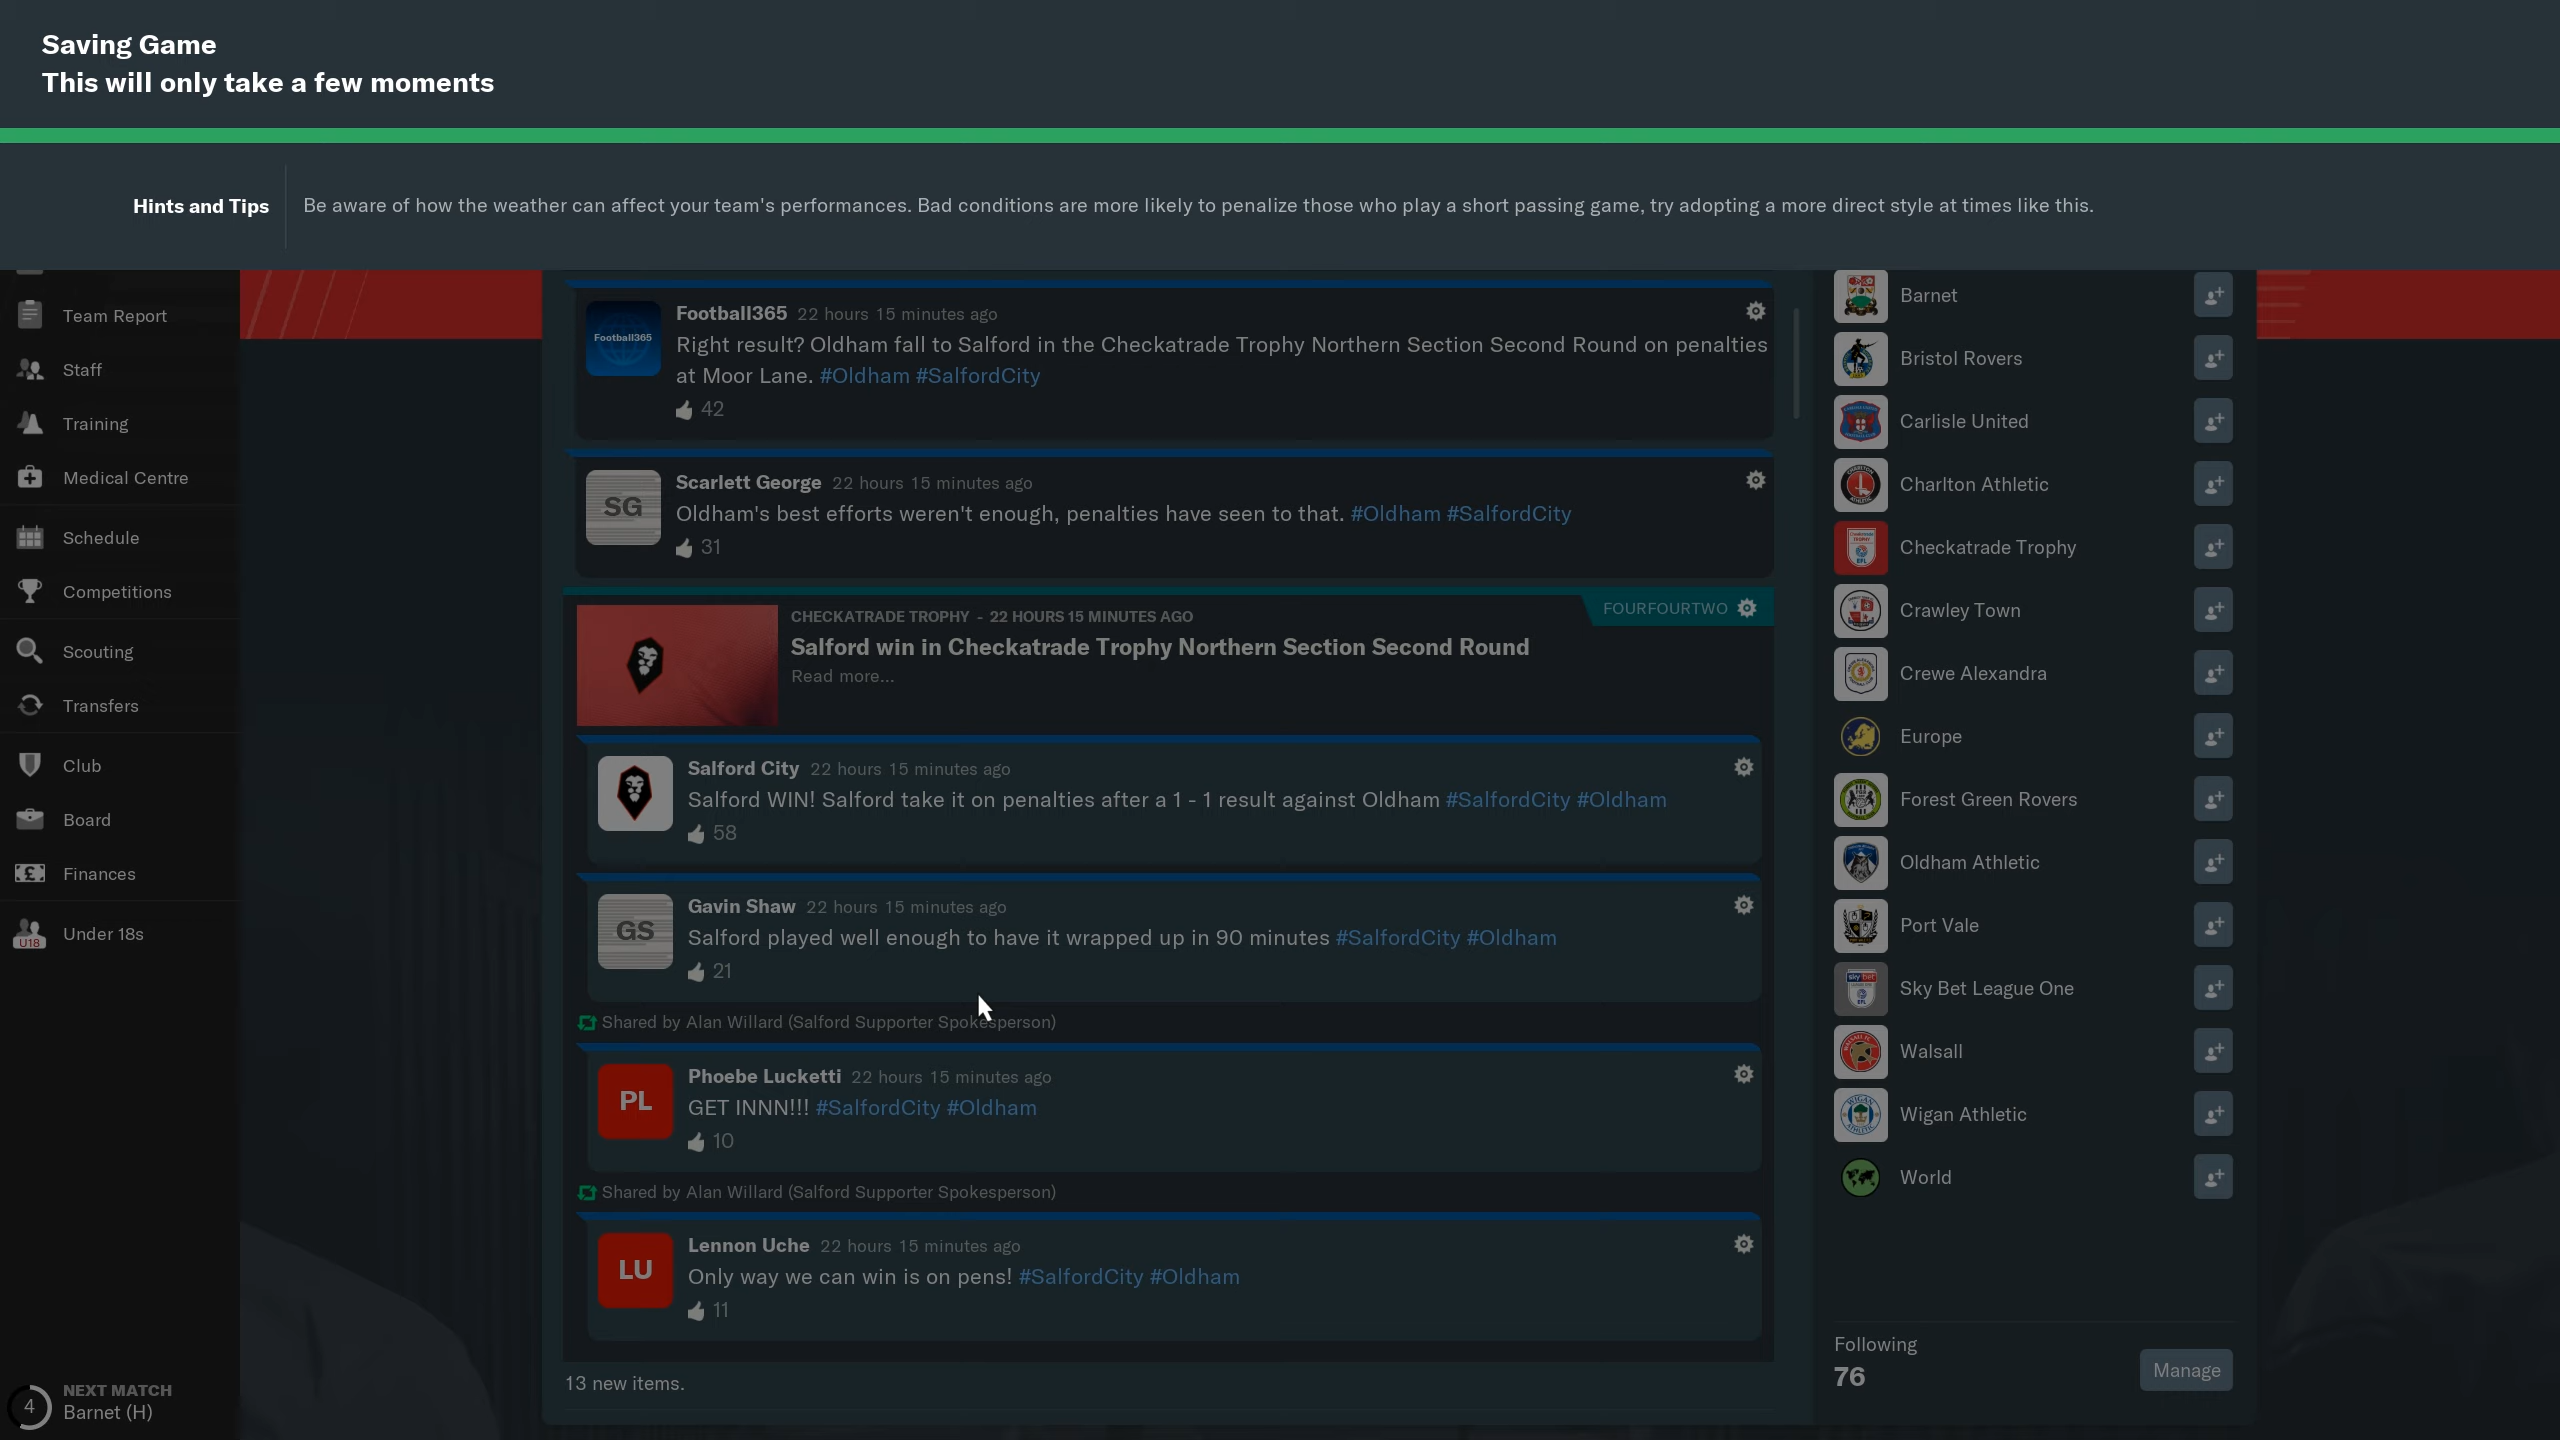 Saving Game
This will only take a few moments
Hints and Tips
Be aware of how the weather can affect your team's performances. Bad conditions are more likely to penalize those who play a short passing game, try adopting a more direct style at times like this.
Team Report
Staff
Training
Medical Centre
Schedule
Competitions
Scouting
Transfers
Club
Board
Finances
U18
Under 18s
4
NEXT MATCH
Barnet (H)
Football365
Football365 22 hours 15 minutes ago
Right result? Oldham fall to Salford in the Checkatrade Trophy Northern Section Second Round on penalties
at Moor Lane. #Oldham #SalfordCity
42
SG
Scarlett George 22 hours 15 minutes ago
Oldham's best efforts weren't enough, penalties have seen to that. #Oldham #SalfordCity
31
CHECKATRADE TROPHY - 22 HOURS 15 MINUTES AGO
FOURFOURTWO
Salford win in Checkatrade Trophy Northern Section Second Round
Read more...
Salford City 22 hours 15 minutes ago
Salford WIN! Salford take it on penalties after a 1 - 1 result against Oldham #SalfordCity #Oldham
58
GS
Gavin Shaw 22 hours 15 minutes ago
Salford played well enough to have it wrapped up in 90 minutes #SalfordCity #Oldham
21
Shared by Alan Willard (Salford Supporter Spokesperson)
PL
Phoebe Lucketti 22 hours 15 minutes ago
GET INNN!!! #SalfordCity #Oldham
10
Shared by Alan Willard (Salford Supporter Spokesperson)
LU
Lennon Uche 22 hours 15 minutes ago
Only way we can win is on pens! #SalfordCity #Oldham
11
13 new items.
Barnet
Bristol Rovers
Carlisle United
Charlton Athletic
Checkatrade Trophy
Crawley Town
Crewe Alexandra
Europe
Forest Green Rovers
Oldham Athletic
Port Vale
Sky Bet League One
Walsall
Wigan Athletic
World
Following
76
Manage